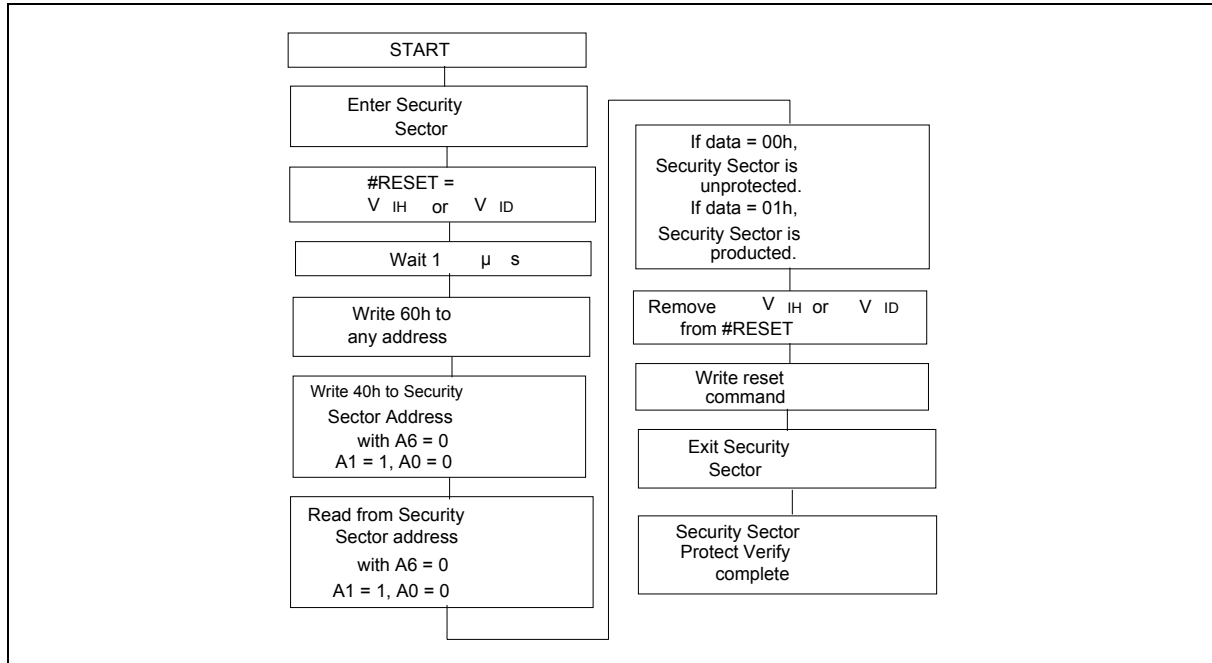 START
Enter Security
Sector
#RESET =
V IH or V ID
Wait 1 µ s
Write 60h to
any address
Write 40h to Security
Sector Address
with A6 = 0
A1 = 1, A0 = 0
Read from Security
Sector address
with A6 = 0
A1 = 1, A0 = 0
If data = 00h,
Security Sector is
unprotected.
If data = 01h,
Security Sector is
producted.
Remove V IH or V ID
from #RESET
Write reset
command
Exit Security
Sector
Security Sector
Protect Verify
complete